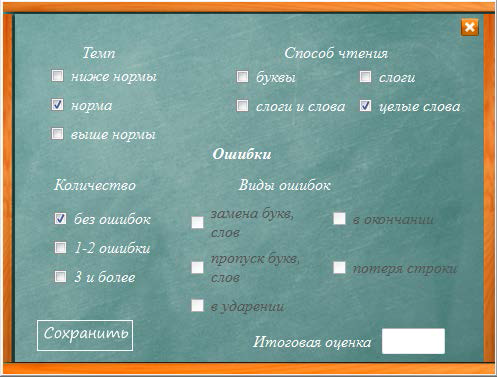 Темп Способ чтения
ниже нормы буквы слоги
норма слоги и слова целые слова
выше нормы
Ошибки
Количество Виды ошибок
без ошибок замена букв, слов в окончании
1-2 ошибки
3 и более пропуск букв, слов потеря строки
в ударении
Сохранить Итоговая оценка